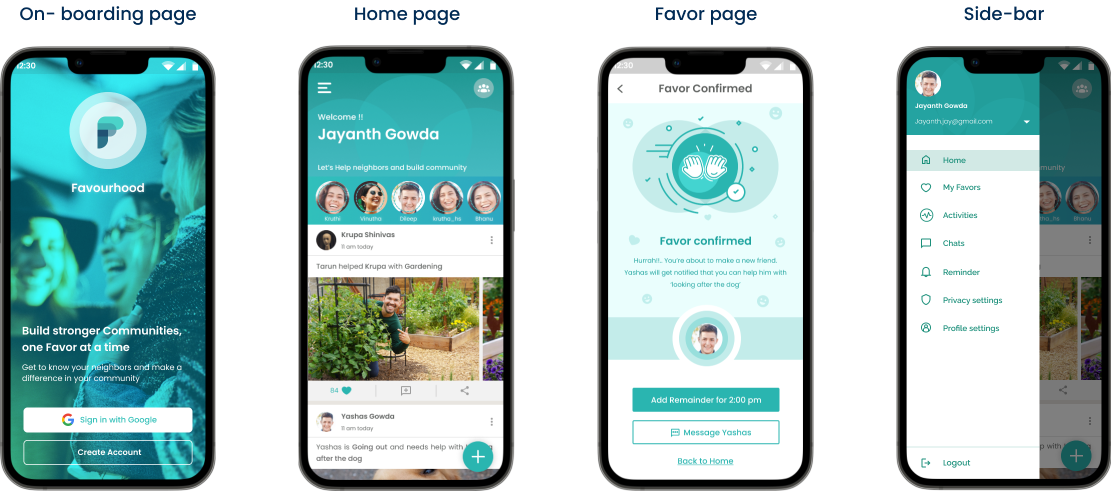 On- boarding page
12:30
Favourhood
Build stronger Communities,
one Favor at a time
Get to know your neighbors and make a
difference in your community
Sign in with Google
Create Account
Home page
12:30
Welcome !!
Jayanth Gowda
Let's Help neighbors and build community
Kruthi Vinutha Dileep krutha_hs Bhanu
Krupa Shinivas
11 am today
Tarun helped Krupa with Gardening
84
Yashas Gowda
11 am today
Yashas is Going out and needs help with
after the dog
Favor page
12:30
Favor Confirmed
Favor confirmed
Hurrah!!.. You're about to make a new friend.
Yashas will get notified that you can help him with
'looking after the dog'
Add Remainder for 2:00 pm
Message Yashas
Back to Home
Side-bar
Jayanth Gowda
Jayanth.jay@gmail.com
Home
My Favors
Activities
Chats
Reminder
Privacy settings
Profile settings
Logout
munity
krutha_hs Bhanu